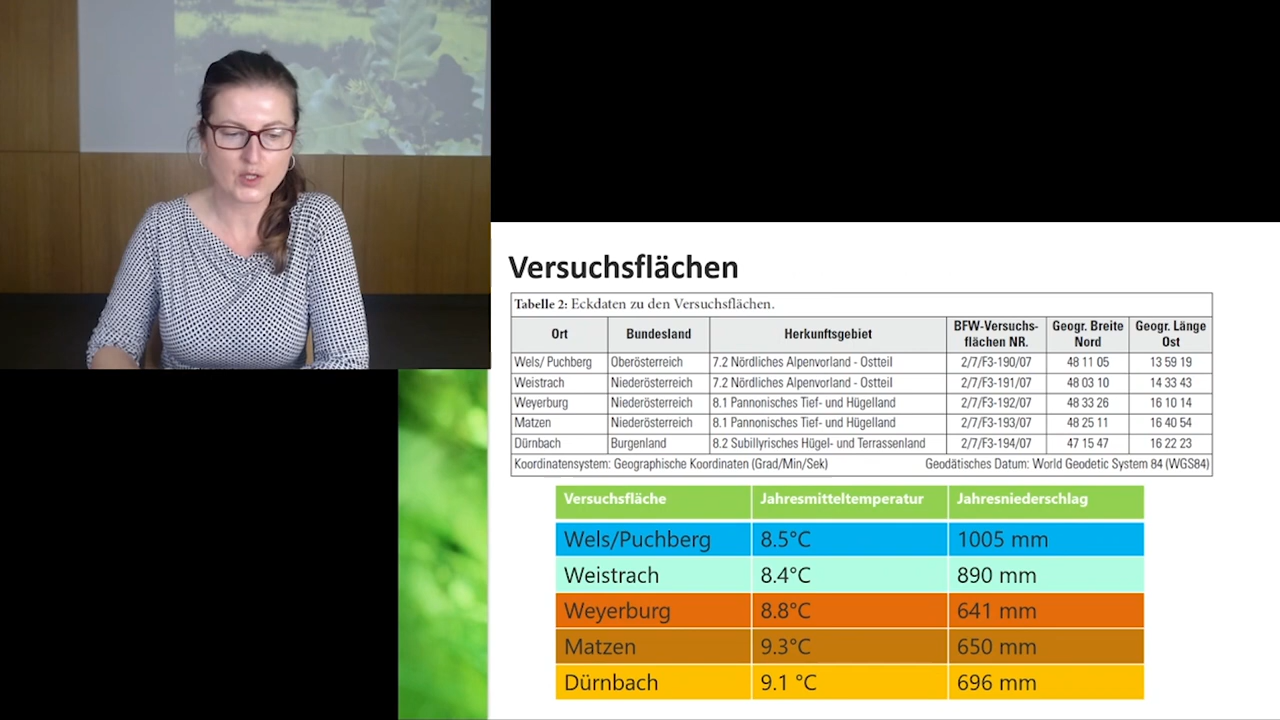 Versuchsflächen
Tabelle 2: Eckdaten zu den Versuchsflächen.
Ort Bundesland Herkunftsgebiet BFW-Versuchs-flächen NR. Geogr. Breite Nord Geogr. Länge Ost
Wels/ Puchberg Oberösterreich 7.2 Nördliches Alpenvorland - Ostteil 2/7/F3-190/07 48 11 05 13 59 19
Weistrach Niederösterreich 7.2 Nördliches Alpenvorland - Ostteil 2/7/F3-191/07 48 03 10 14 33 43
Weyerburg Niederösterreich 8.1 Pannonisches Tief- und Hügelland 2/7/F3-192/07 48 33 26 16 10 14
Matzen Niederösterreich 8.1 Pannonisches Tief- und Hügelland 2/7/F3-193/07 48 25 11 16 40 54
Dürnbach Burgenland 8.2 Subillyrisches Hügel- und Terrassenland 2/7/F3-194/07 47 15 47 16 22 23
Koordinatensystem: Geographische Koordinaten (Grad/Min/Sek) Geodätisches Datum: World Geodetic System 84 (WGS84)
Versuchsfläche Jahresmitteltemperatur Jahresniederschlag
Wels/Puchberg 8.5°C 1005 mm
Weistrach 8.4°C 890 mm
Weyerburg 8.8°C 641 mm
Matzen 9.3°C 650 mm
Dürnbach 9.1 °C 696 mm